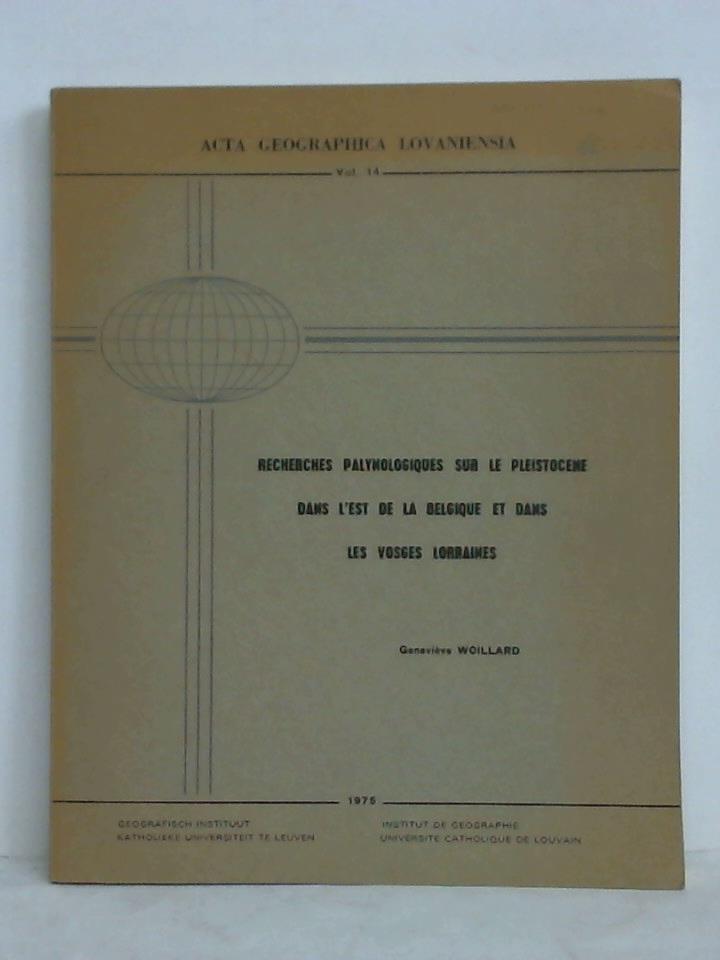 ACTA GEOGRAPHICA LOVANIENSIA
Vol. 14
RECHERCHES PALYNOLOGIQUES SUR LE PLEISTOCENE
DANS L'EST DE LA BELGIQUE ET DANS
LES VOSGES LORRAINES
Geneviève WOILLARD
1975
GEOGRAFISCH INSTITUUT
KATHOLIEKE UNIVERSITEIT TE LEUVEN
INSTITUT DE GEOGRAPHIE
UNIVERSITE CATHOLIQUE DE LOUVAIN